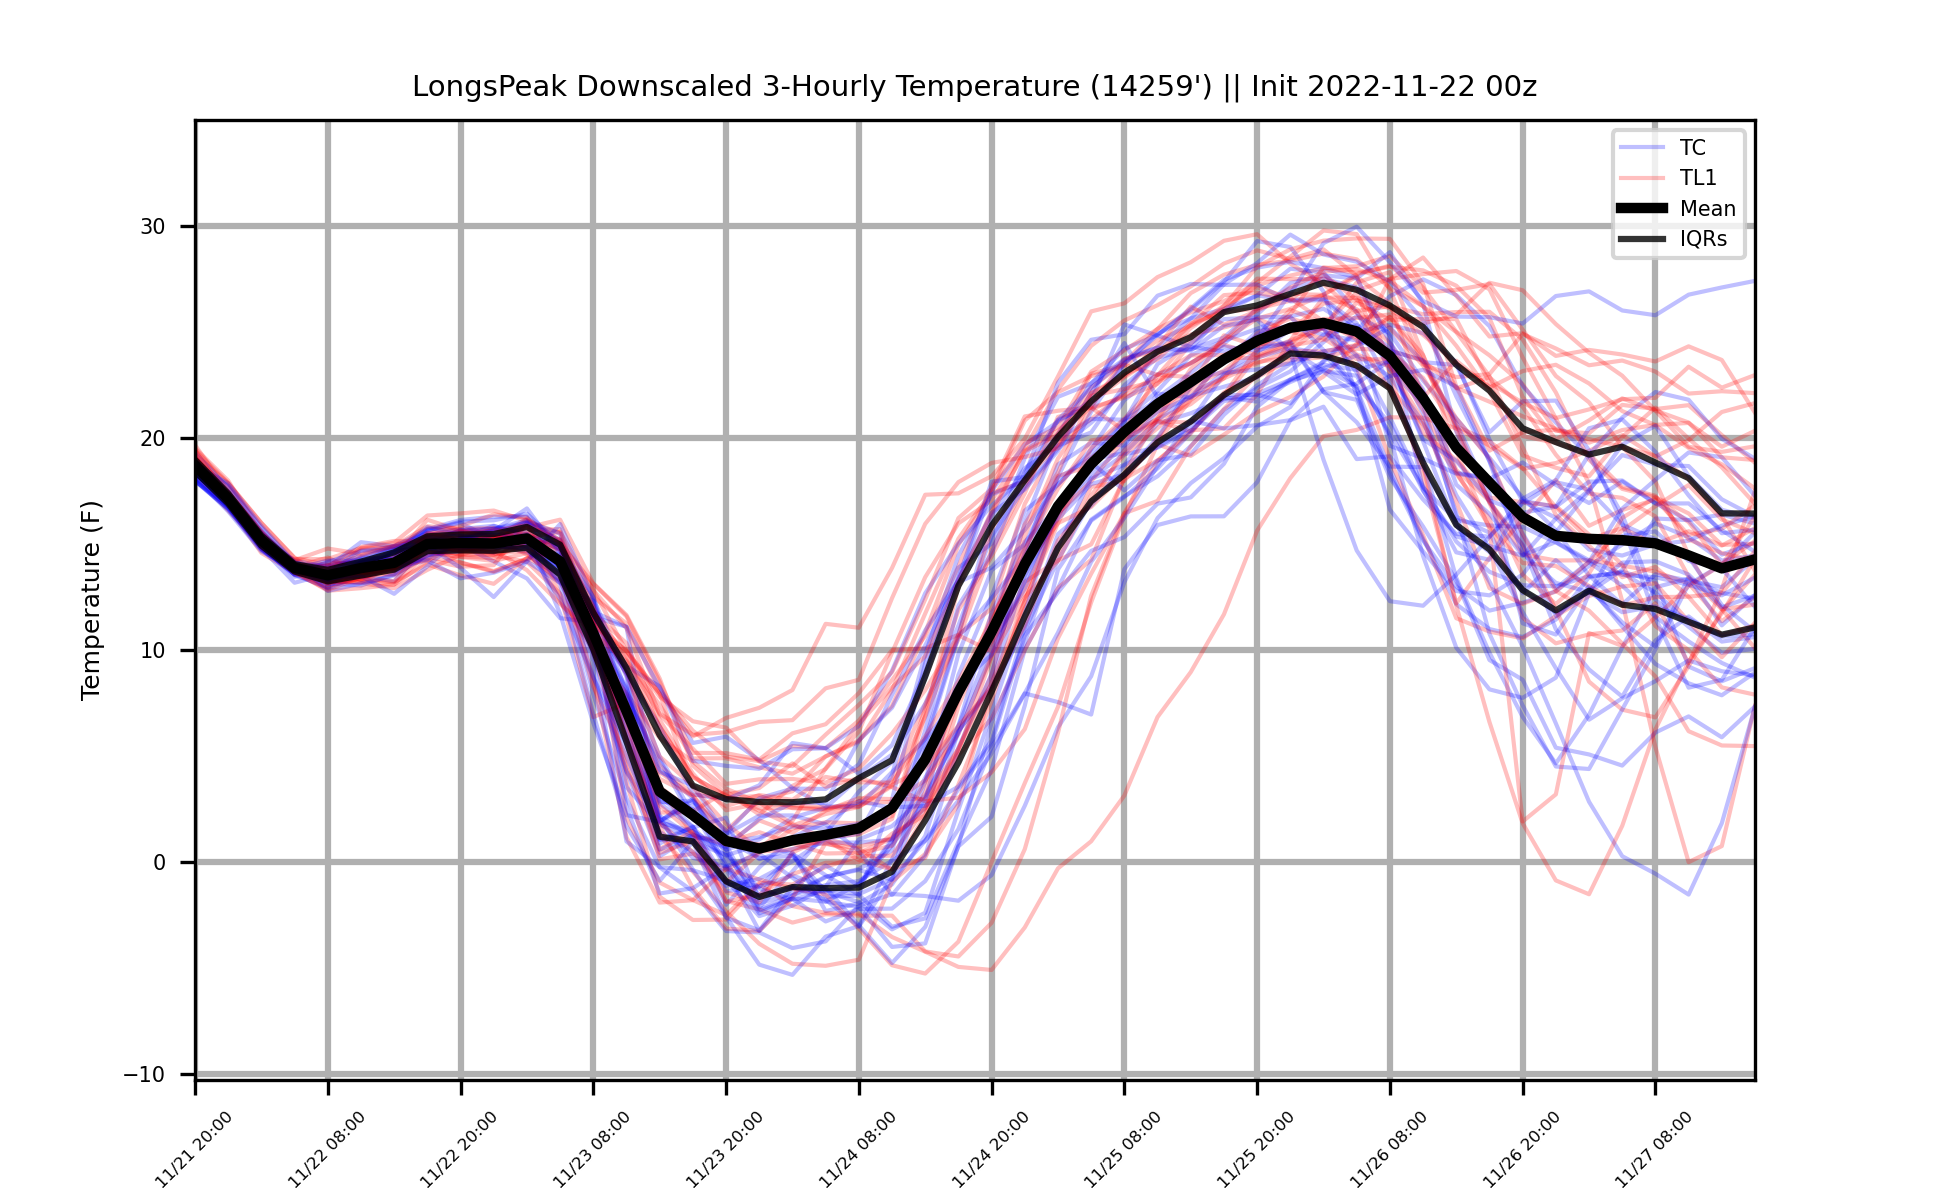 LongsPeak Downscaled 3-Hourly Temperature (14259') || Init 2022-11-22 00z
TC
TL1
Mean
IQRs
Temperature (F)
30
20
10
0
−10
11/21 20:00
11/22 08:00
11/22 20:00
11/23 08:00
11/23 20:00
11/24 08:00
11/24 20:00
11/25 08:00
11/25 20:00
11/26 08:00
11/26 20:00
11/27 08:00